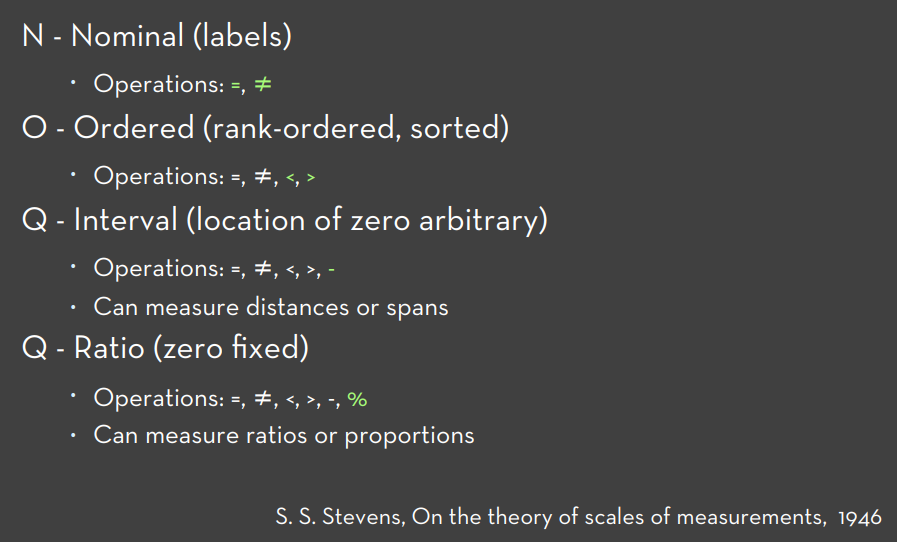 N - Nominal (labels)
• Operations: =, ≠
O - Ordered (rank-ordered, sorted)
• Operations: =, ≠, <, >
Q - Interval (location of zero arbitrary)
• Operations: =, ≠, <, >, -
• Can measure distances or spans
Q - Ratio (zero fixed)
• Operations: =, ≠, <, >, -, %
• Can measure ratios or proportions
S. S. Stevens, On the theory of scales of measurements, 1946